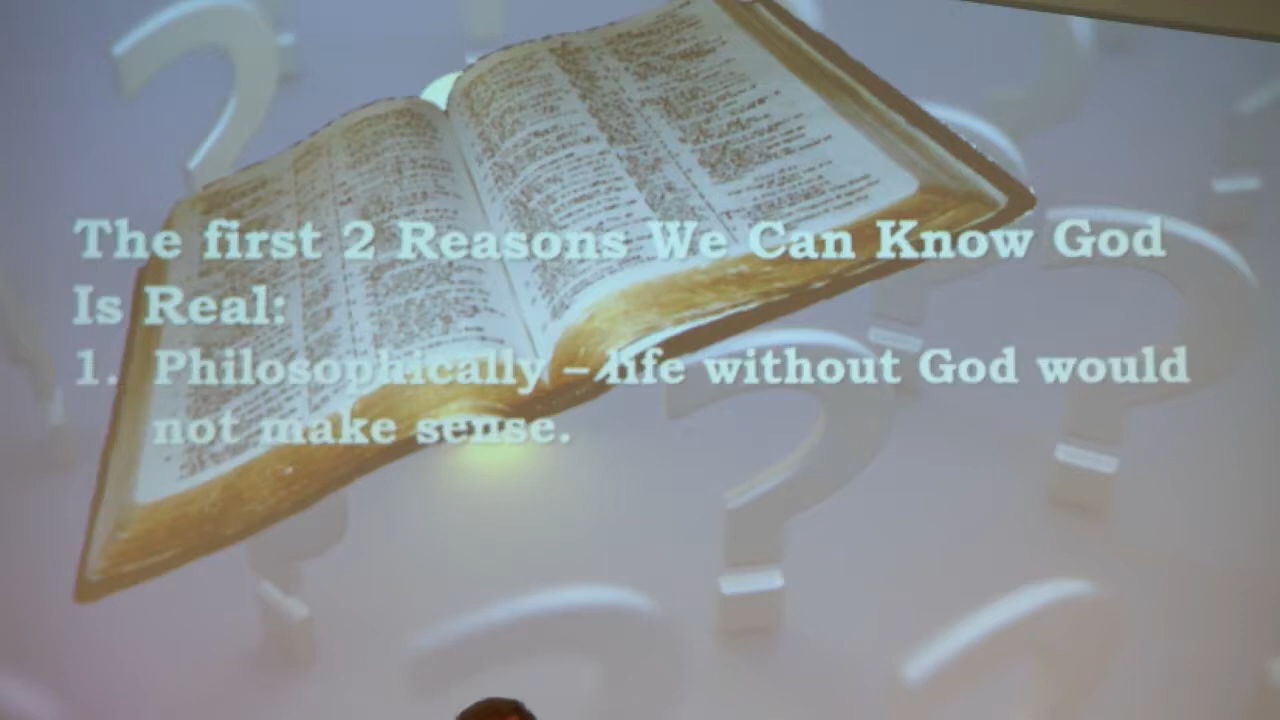 The first 2 Reasons We Can Know God
Is Real:
1. Philosophically – life without God would
not make sense.